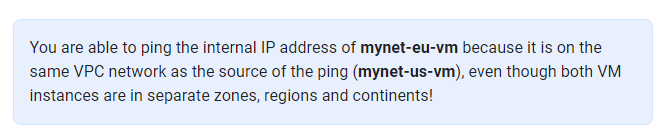 You are able to ping the internal IP address of mynet-eu-vm because it is on the
same VPC network as the source of the ping (mynet-us-vm), even though both VM
instances are in separate zones, regions and continents!